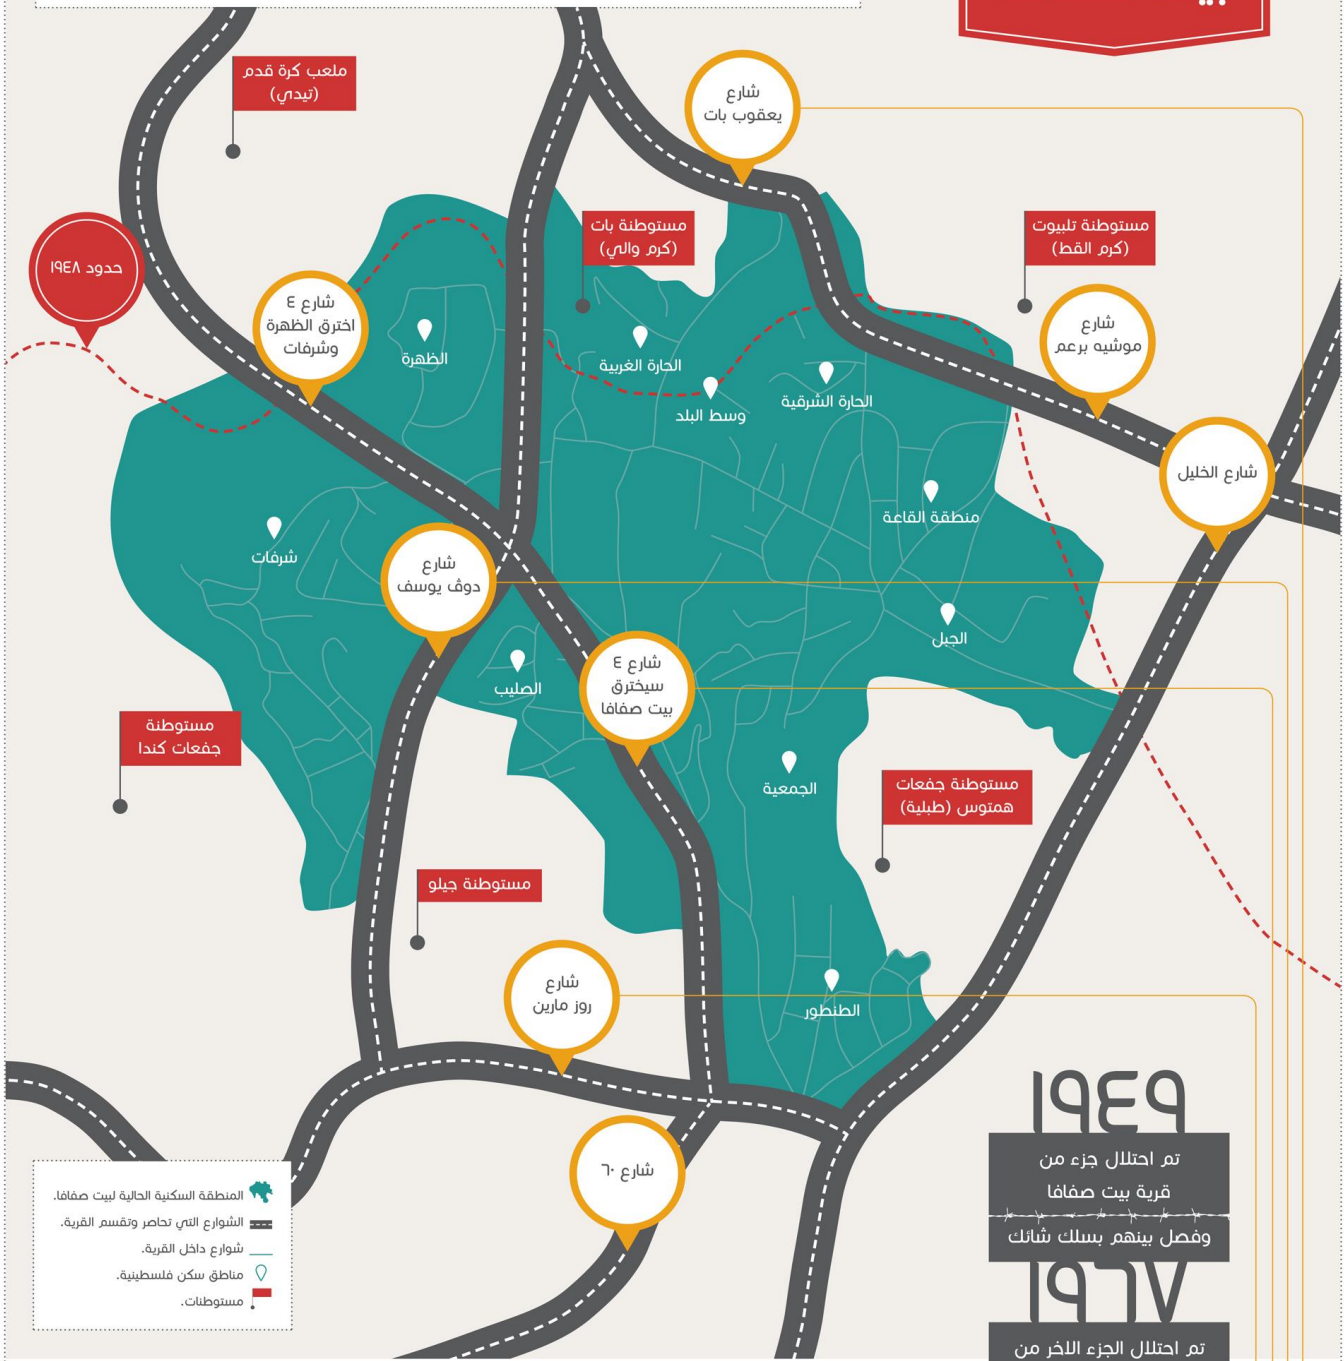 ملعب كرة قدم
(تيدي)
شارع
يعقوب بات
مستوطنة بات
(كرم والي)
مستوطنة تلبيوت
(كرم القط)
حدود ١٩٤٨
شارع ٤
اخترق الظهرة
وشرفات
شارع
موشيه برعم
الظهرة
الحارة الغربية
وسط البلد
الحارة الشرقية
شارع الخليل
منطقة القاعة
شرفات
شارع
دوڤ يوسف
الجبل
الصليب
شارع ٤
سيخترق
بيت صفافا
مستوطنة
جفعات كندا
الجمعية
مستوطنة جفعات
همتوس (طبلية)
مستوطنة جيلو
شارع
روز مارين
الطنطور
شارع ٦٠
١٩٤٩
تم احتلال جزء من
قرية بيت صفافا
وفصل بينهم بسلك شائك
١٩٦٧
تم احتلال الجزء الاخر من
المنطقة السكنية الحالية لبيت صفافا.
الشوارع التي تحاصر وتقسم القرية.
شوارع داخل القرية.
مناطق سكن فلسطينية.
مستوطنات.